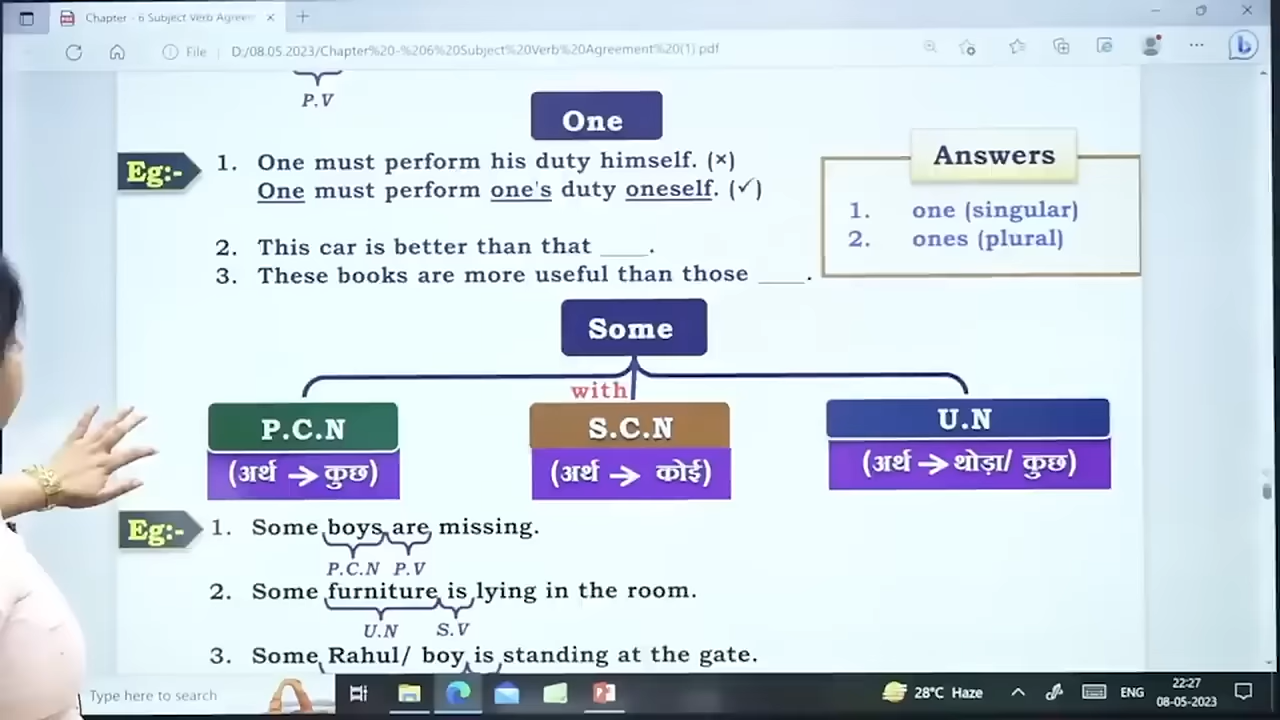 Chapter - 6 Subject Verb Agreem
File D:/08.05.2023/Chapter%20-%206%20Subject%20Verb%20Agreement%20(1).pdf
P.V
One
Eg:- 1. One must perform his duty himself. (×)
One must perform one's duty oneself. (✓)
2. This car is better than that ____.
3. These books are more useful than those ____.
Answers
1. one (singular)
2. ones (plural)
Some
with
P.C.N
(अर्थ → कुछ)
S.C.N
(अर्थ → कोई)
U.N
(अर्थ → थोड़ा/ कुछ)
Eg:- 1. Some boys are missing.
P.C.N P.V
2. Some furniture is lying in the room.
U.N S.V
3. Some Rahul/ boy is standing at the gate.
Type here to search
28°C Haze
ENG
22:27
08-05-2023